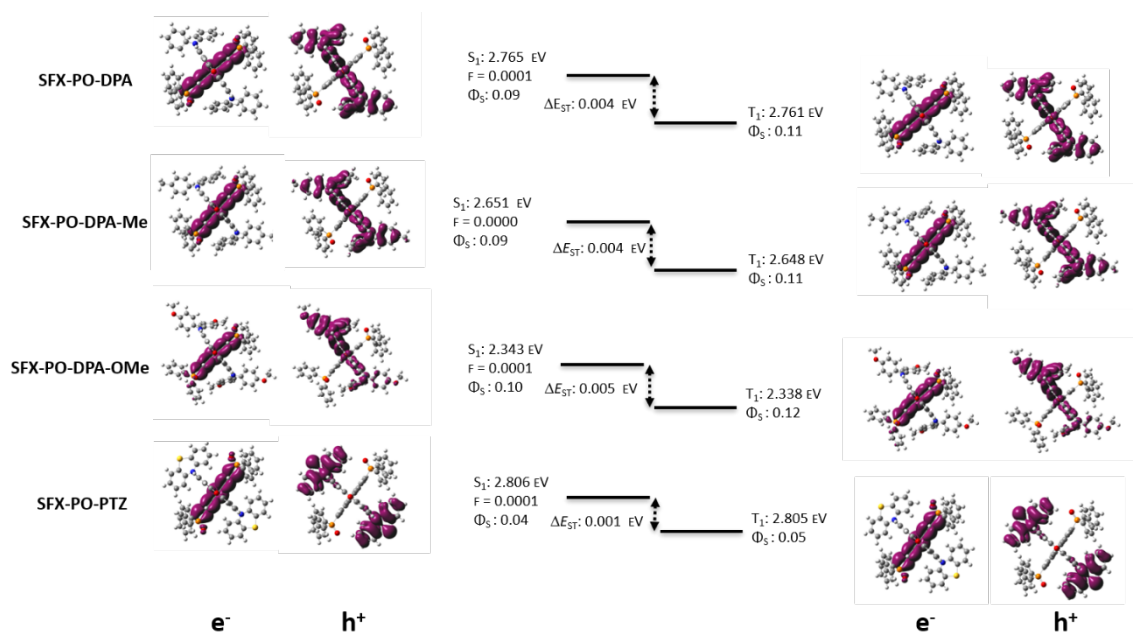 SFX-PO-DPA
S₁: 2.765 EV
F = 0.0001
Φ_S: 0.09
ΔE_ST: 0.004 EV
T₁: 2.761 EV
Φ_S: 0.11
SFX-PO-DPA-Me
S₁: 2.651 EV
F = 0.0000
Φ_S: 0.09
ΔE_ST: 0.004 EV
T₁: 2.648 EV
Φ_S: 0.11
SFX-PO-DPA-OMe
S₁: 2.343 EV
F = 0.0001
Φ_S: 0.10
ΔE_ST: 0.005 EV
T₁: 2.338 EV
Φ_S: 0.12
SFX-PO-PTZ
S₁: 2.806 EV
F = 0.0001
Φ_S: 0.04
ΔE_ST: 0.001 EV
T₁: 2.805 EV
Φ_S: 0.05
e⁻ h⁺ e⁻ h⁺